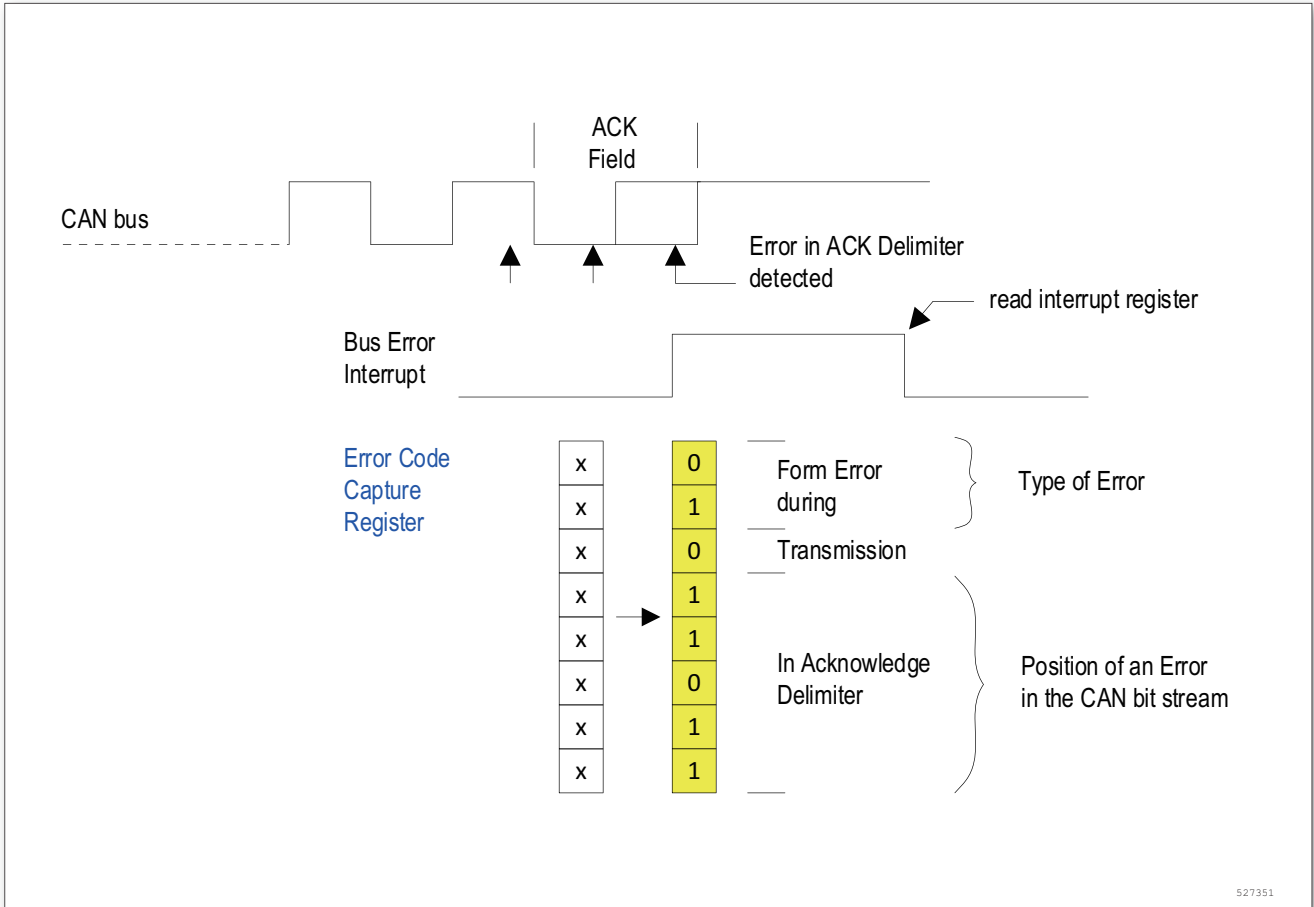 ACK
Field
CAN bus
Error in ACK Delimiter
detected
read interrupt register
Bus Error
Interrupt
Error Code
Capture
Register
x
x
x
x
x
x
x
x
0
1
0
1
1
0
1
1
Form Error
during
Transmission
In Acknowledge
Delimiter
Type of Error
Position of an Error
in the CAN bit stream
527351